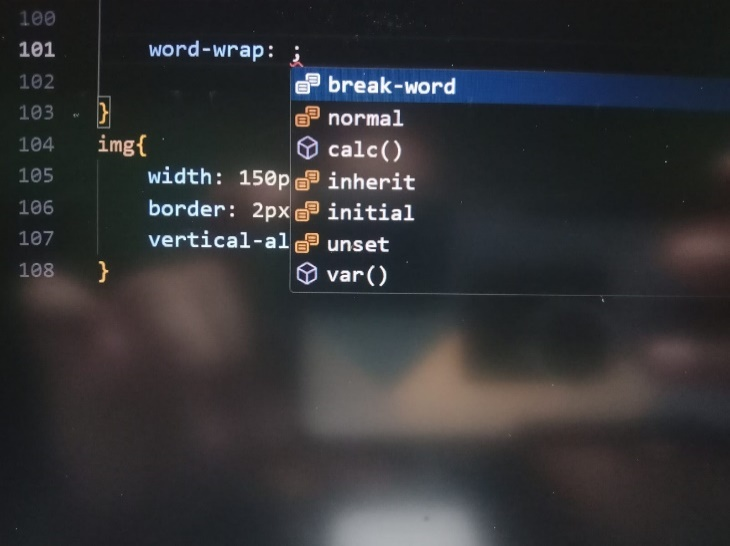 100
101 word-wrap: ;
break-word
102
normal
103 }
calc()
104 img{
inherit
105 width: 150p
initial
106 border: 2px
unset
107 vertical-al
var()
108 }